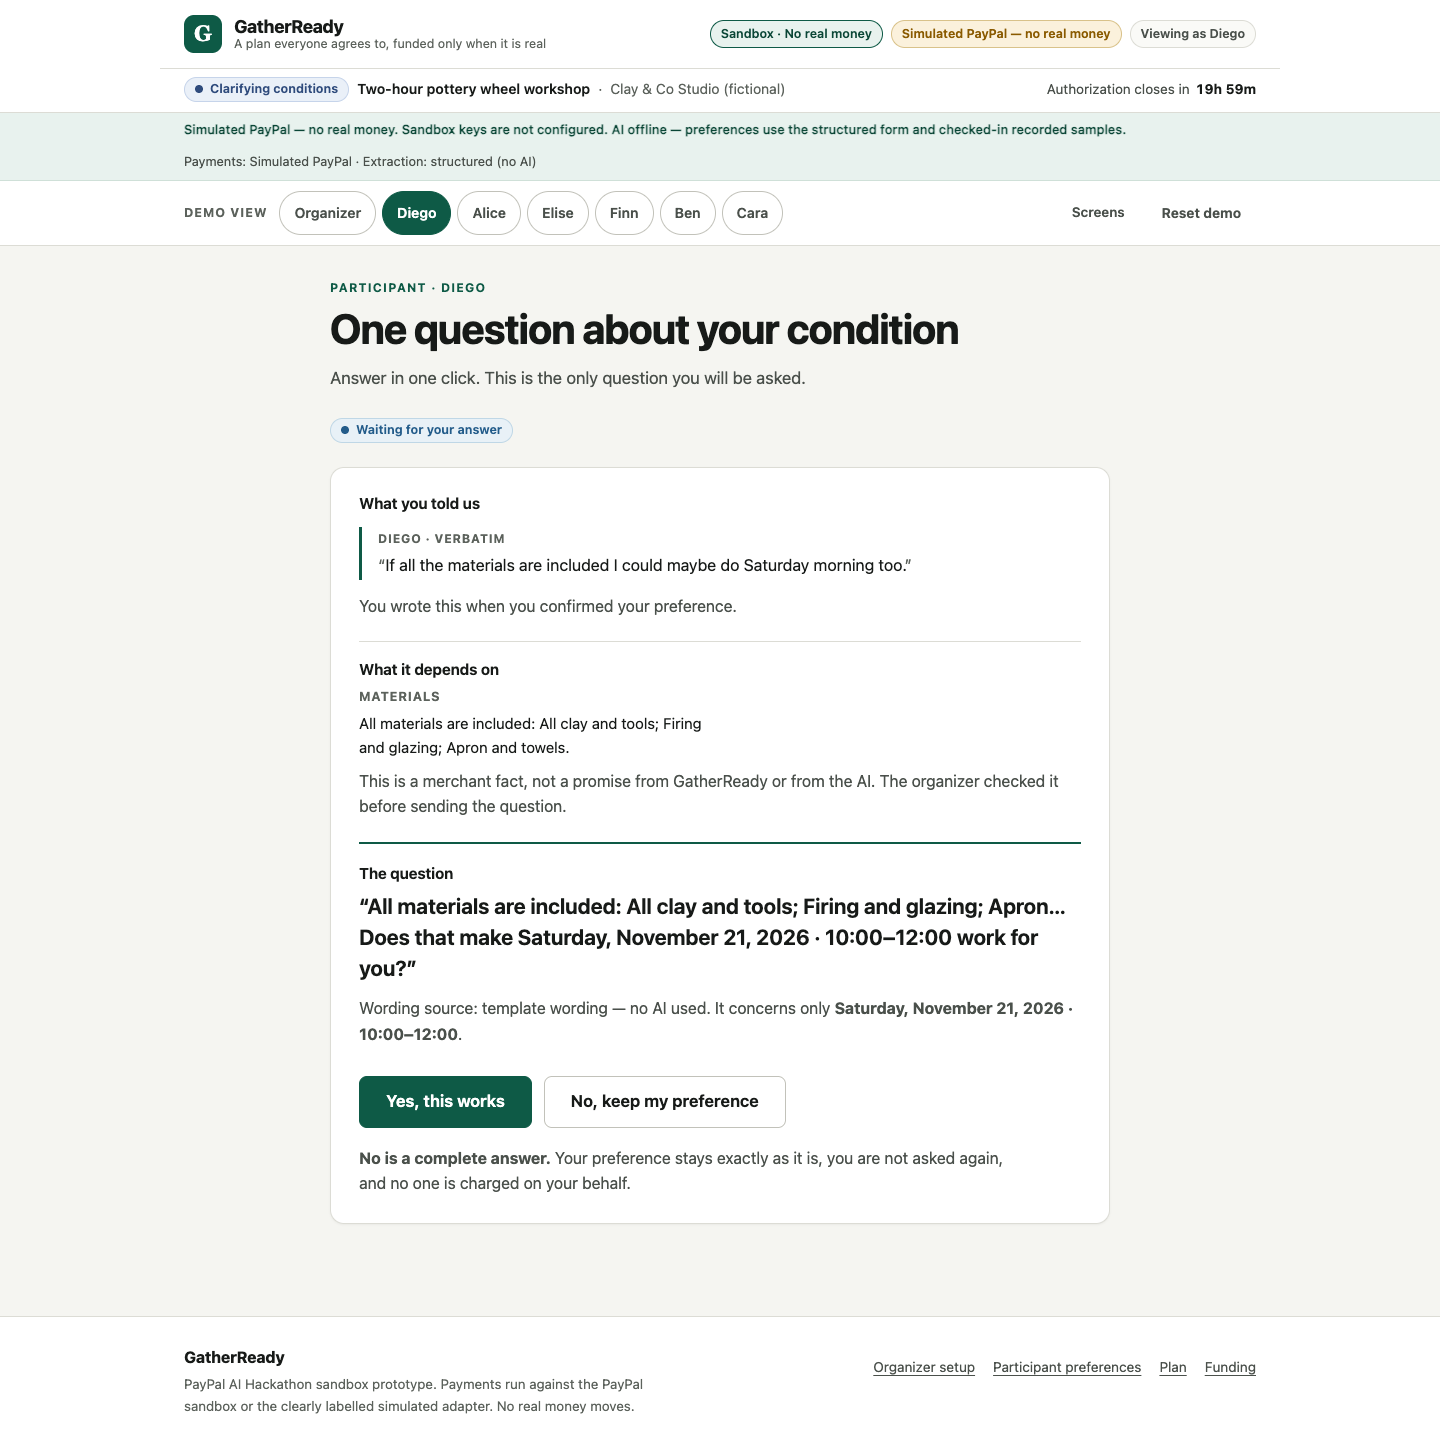 G
GatherReady
A plan everyone agrees to, funded only when it is real
Sandbox · No real money
Simulated PayPal — no real money
Viewing as Diego
Clarifying conditions
Two-hour pottery wheel workshop · Clay & Co Studio (fictional)
Authorization closes in 19h 59m
Simulated PayPal — no real money. Sandbox keys are not configured. AI offline — preferences use the structured form and checked-in recorded samples.
Payments: Simulated PayPal · Extraction: structured (no AI)
DEMO VIEW
Organizer
Diego
Alice
Elise
Finn
Ben
Cara
Screens
Reset demo
PARTICIPANT · DIEGO
One question about your condition
Answer in one click. This is the only question you will be asked.
Waiting for your answer
What you told us
DIEGO · VERBATIM
“If all the materials are included I could maybe do Saturday morning too.”
You wrote this when you confirmed your preference.
What it depends on
MATERIALS
All materials are included: All clay and tools; Firing
and glazing; Apron and towels.
This is a merchant fact, not a promise from GatherReady or from the AI. The organizer checked it
before sending the question.
The question
“All materials are included: All clay and tools; Firing and glazing; Apron…
Does that make Saturday, November 21, 2026 · 10:00–12:00 work for
you?”
Wording source: template wording — no AI used. It concerns only Saturday, November 21, 2026 ·
10:00–12:00.
Yes, this works
No, keep my preference
No is a complete answer. Your preference stays exactly as it is, you are not asked again,
and no one is charged on your behalf.
GatherReady
PayPal AI Hackathon sandbox prototype. Payments run against the PayPal
sandbox or the clearly labelled simulated adapter. No real money moves.
Organizer setup
Participant preferences
Plan
Funding